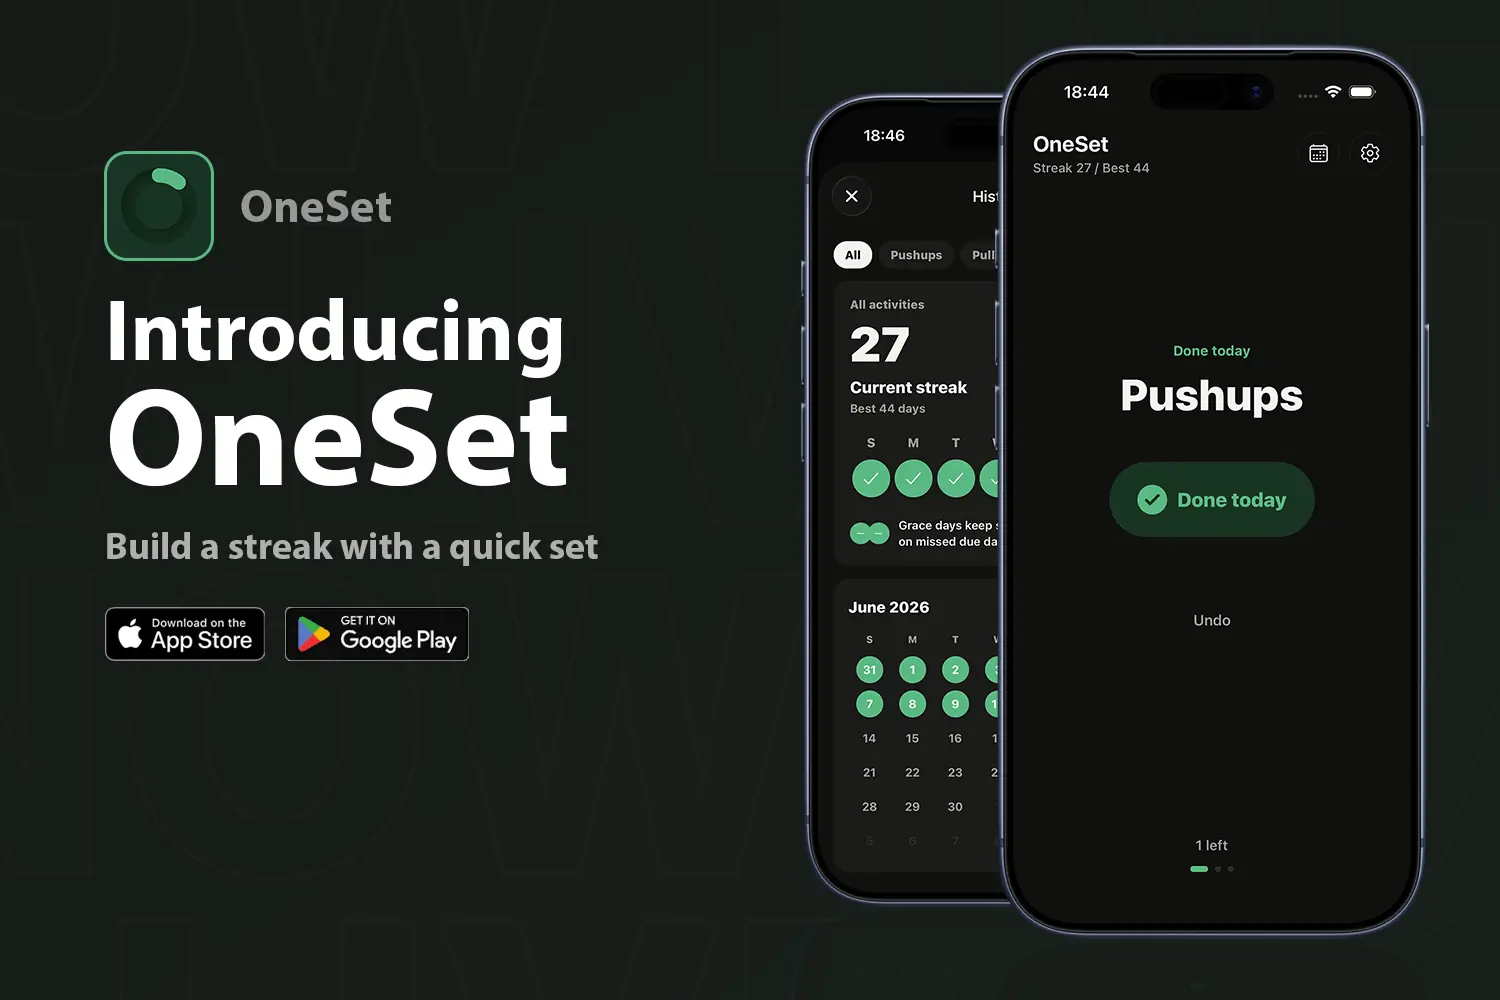 OneSet
Introducing
OneSet
Build a streak with a quick set
Download on the
App Store
GET IT ON
Google Play
18:46
All
Pushups
All activities
27
Current streak
Best 44 days
S M T
Grace days keep
on missed due
June 2026
S M T
31 1 2
7 8 9
14 15 16
21 22 23
28 29 30
5 6 7
18:44
OneSet
Streak 27 / Best 44
Done today
Pushups
Done today
Undo
1 left